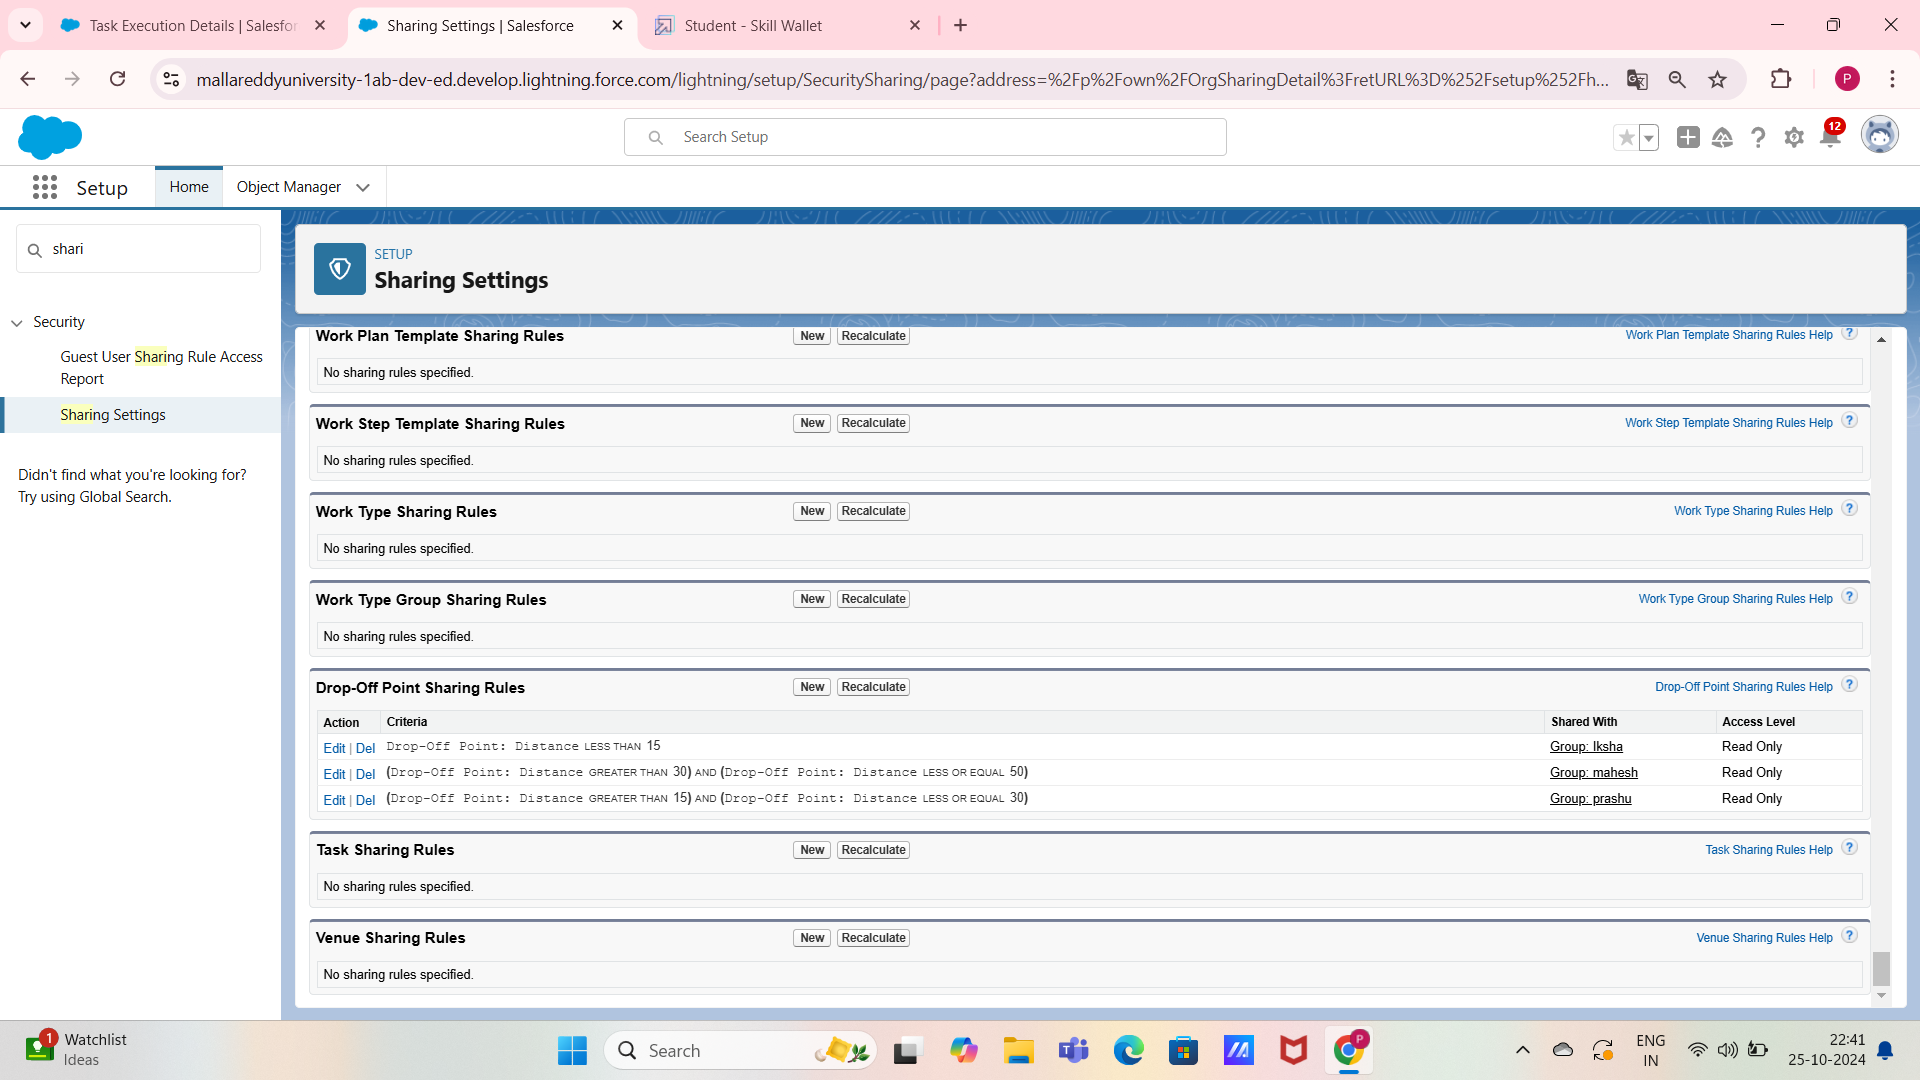 Task Execution Details | Salesfor
Sharing Settings | Salesforce
Student - Skill Wallet
mallareddyuniversity-1ab-dev-ed.develop.lightning.force.com/lightning/setup/SecuritySharing/page?address=%2Fp%2Fown%2FOrgSharingDetail%3FretURL%3D%252Fsetup%252Fh...
P
Search Setup
12
Setup
Home
Object Manager
shari
Security
Guest User Sharing Rule Access
Report
Sharing Settings
Didn't find what you're looking for?
Try using Global Search.
SETUP
Sharing Settings
Work Plan Template Sharing Rules New Recalculate Work Plan Template Sharing Rules Help ?
No sharing rules specified.
Work Step Template Sharing Rules New Recalculate Work Step Template Sharing Rules Help ?
No sharing rules specified.
Work Type Sharing Rules New Recalculate Work Type Sharing Rules Help ?
No sharing rules specified.
Work Type Group Sharing Rules New Recalculate Work Type Group Sharing Rules Help ?
No sharing rules specified.
Drop-Off Point Sharing Rules New Recalculate Drop-Off Point Sharing Rules Help ?
Action Criteria Shared With Access Level
Edit | Del Drop-Off Point: Distance LESS THAN 15 Group: Iksha Read Only
Edit | Del (Drop-Off Point: Distance GREATER THAN 30) AND (Drop-Off Point: Distance LESS OR EQUAL 50) Group: mahesh Read Only
Edit | Del (Drop-Off Point: Distance GREATER THAN 15) AND (Drop-Off Point: Distance LESS OR EQUAL 30) Group: prashu Read Only
Task Sharing Rules New Recalculate Task Sharing Rules Help ?
No sharing rules specified.
Venue Sharing Rules New Recalculate Venue Sharing Rules Help ?
No sharing rules specified.
1
Watchlist
Ideas
Search
P
ENG
IN
22:41
25-10-2024